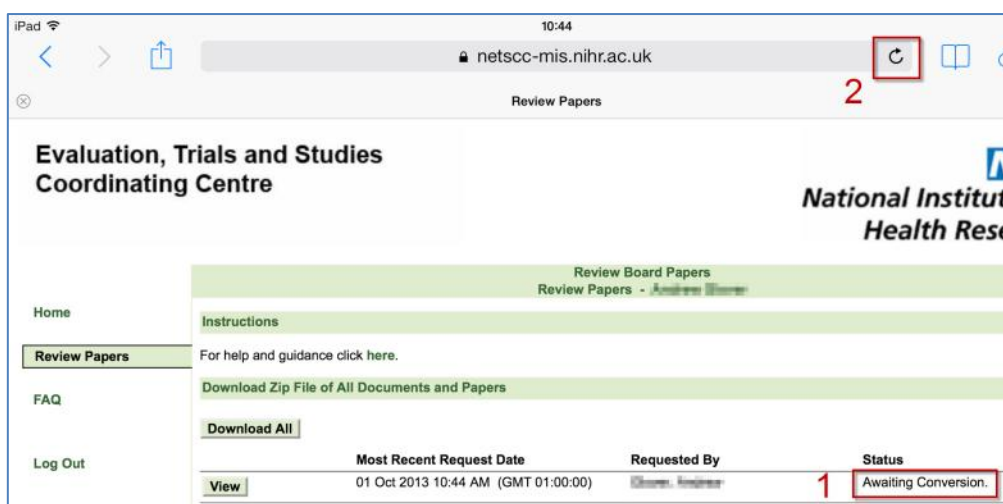 iPad 10:44
netscc-mis.nihr.ac.uk
2
Review Papers
Evaluation, Trials and Studies
Coordinating Centre
National Institut
Health Rese
Review Board Papers
Review Papers -
Home
Instructions
Review Papers
For help and guidance click here.
Download Zip File of All Documents and Papers
FAQ
Download All
Log Out
Most Recent Request Date Requested By Status
View 01 Oct 2013 10:44 AM (GMT 01:00:00) 1 Awaiting Conversion.